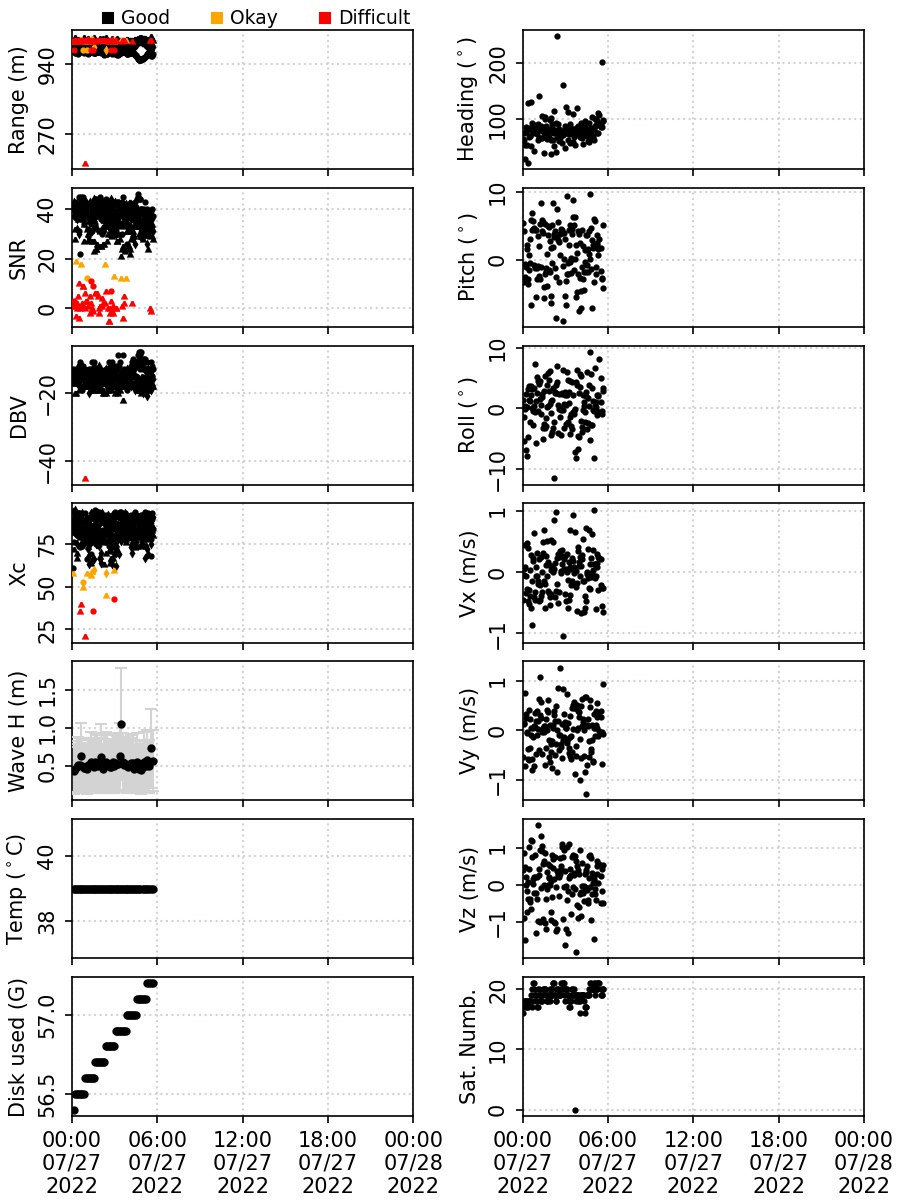 Good Okay Difficult
Range (m)
940
270
Heading (°)
200
100
SNR
40
20
0
Pitch (°)
10
0
DBV
−20
−40
Roll (°)
10
0
−10
Xc
75
50
25
Vx (m/s)
1
0
−1
Wave H (m)
1.5
1.0
0.5
Vy (m/s)
1
0
−1
Temp (°C)
40
38
Vz (m/s)
1
0
−1
Disk used (G)
57.0
56.5
Sat. Numb.
20
10
0
00:00 06:00 12:00 18:00 00:00
07/27 07/27 07/27 07/27 07/28
2022 2022 2022 2022 2022
00:00 06:00 12:00 18:00 00:00
07/27 07/27 07/27 07/27 07/28
2022 2022 2022 2022 2022